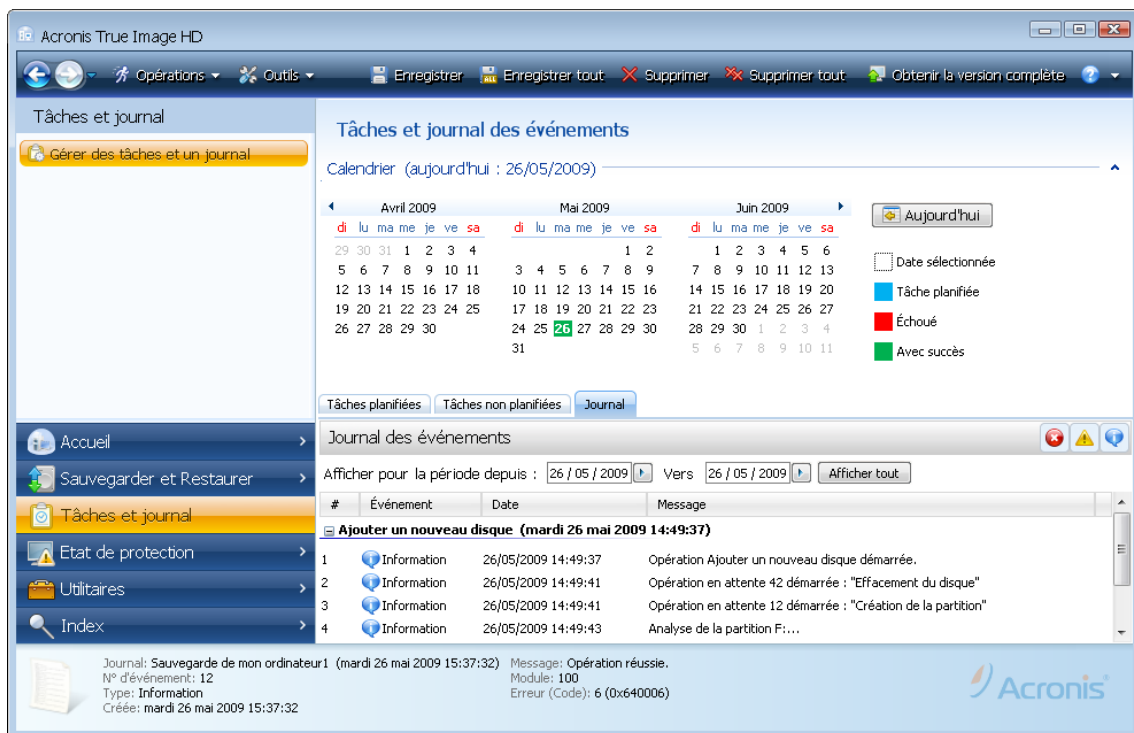 Acronis True Image HD
Opérations Outils Enregistrer Enregistrer tout Supprimer Supprimer tout Obtenir la version complète
Tâches et journal
Gérer des tâches et un journal
Tâches et journal des événements
Calendrier (aujourd'hui : 26/05/2009)
Avril 2009 Mai 2009 Juin 2009
di lu ma me je ve sa di lu ma me je ve sa di lu ma me je ve sa
29 30 31 1 2 3 4 1 2 1 2 3 4 5 6
5 6 7 8 9 10 11 3 4 5 6 7 8 9 7 8 9 10 11 12 13
12 13 14 15 16 17 18 10 11 12 13 14 15 16 14 15 16 17 18 19 20
19 20 21 22 23 24 25 17 18 19 20 21 22 23 21 22 23 24 25 26 27
26 27 28 29 30 24 25 26 27 28 29 30 28 29 30 1 2 3 4
31 5 6 7 8 9 10 11
Aujourd'hui
Date sélectionnée
Tâche planifiée
Échoué
Avec succès
Tâches planifiées Tâches non planifiées Journal
Accueil
Sauvegarder et Restaurer
Tâches et journal
Etat de protection
Utilitaires
Index
Journal des événements
Afficher pour la période depuis : 26 / 05 / 2009 Vers 26 / 05 / 2009 Afficher tout
# Événement Date Message
Ajouter un nouveau disque (mardi 26 mai 2009 14:49:37)
1 Information 26/05/2009 14:49:37 Opération Ajouter un nouveau disque démarrée.
2 Information 26/05/2009 14:49:41 Opération en attente 42 démarrée : "Effacement du disque"
3 Information 26/05/2009 14:49:41 Opération en attente 12 démarrée : "Création de la partition"
4 Information 26/05/2009 14:49:43 Analyse de la partition F:...
Journal: Sauvegarde de mon ordinateur1 (mardi 26 mai 2009 15:37:32)
N° d'événement: 12
Type: Information
Créée: mardi 26 mai 2009 15:37:32
Message: Opération réussie.
Module: 100
Erreur (Code): 6 (0x640006)
Acronis